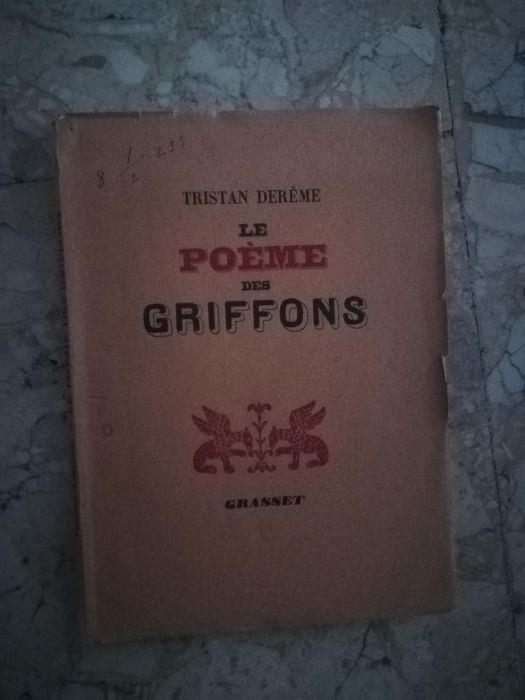 TRISTAN DERÈME
LE
POÈME
DES
GRIFFONS
GRASSET